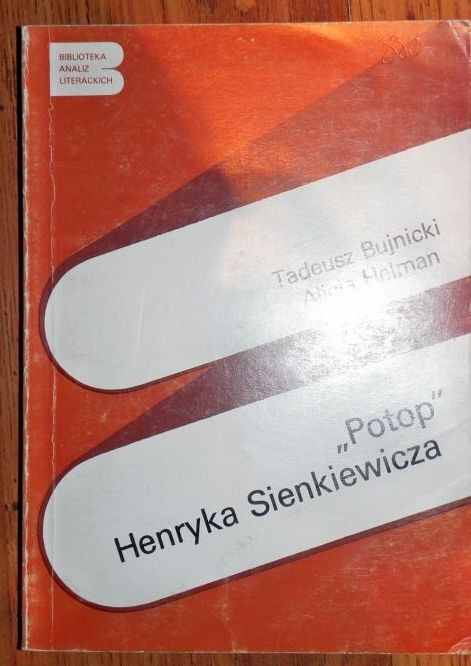 BIBLIOTEKA
ANALIZ
LITERACKICH
Tadeusz Bujnicki
Alicja Helman
„Potop”
Henryka Sienkiewicza